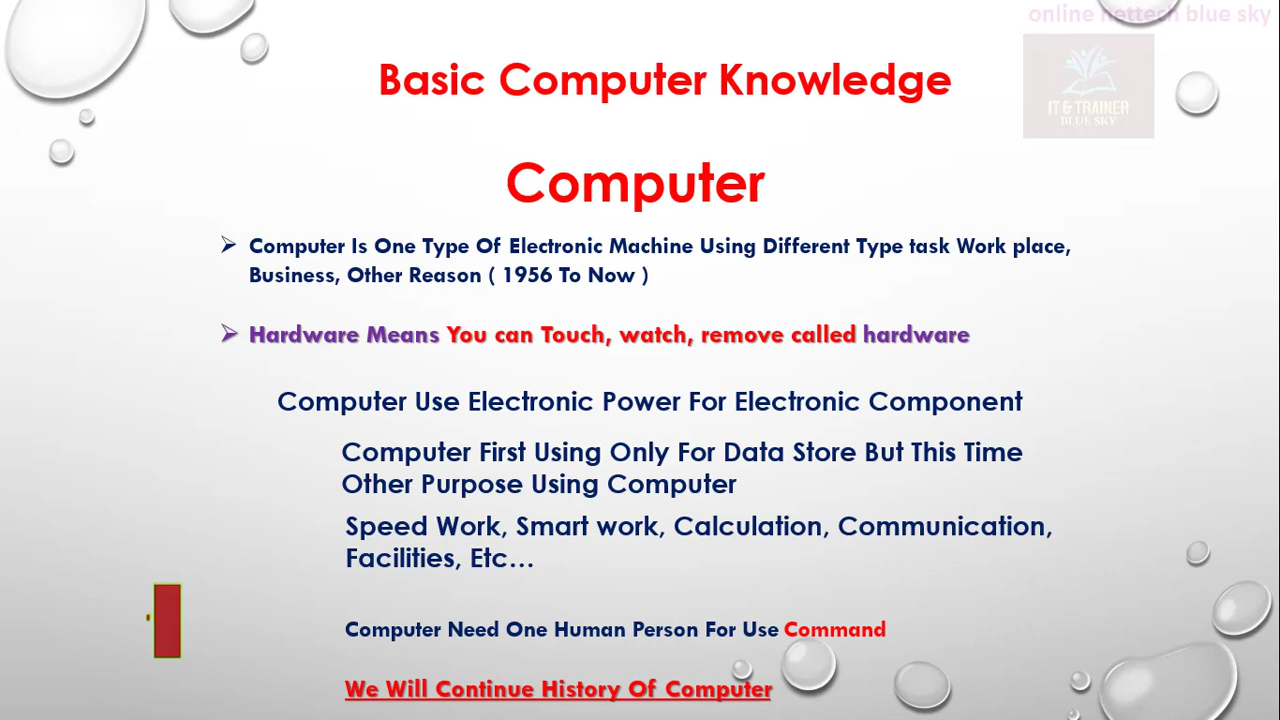 online nettech blue sky
IT & TRAINER
BLUE SKY
Basic Computer Knowledge
Computer
Computer Is One Type Of Electronic Machine Using Different Type task Work place,
Business, Other Reason ( 1956 To Now )
Hardware Means You can Touch, watch, remove called hardware
Computer Use Electronic Power For Electronic Component
Computer First Using Only For Data Store But This Time
Other Purpose Using Computer
Speed Work, Smart work, Calculation, Communication,
Facilities, Etc...
Computer Need One Human Person For Use Command
We Will Continue History Of Computer